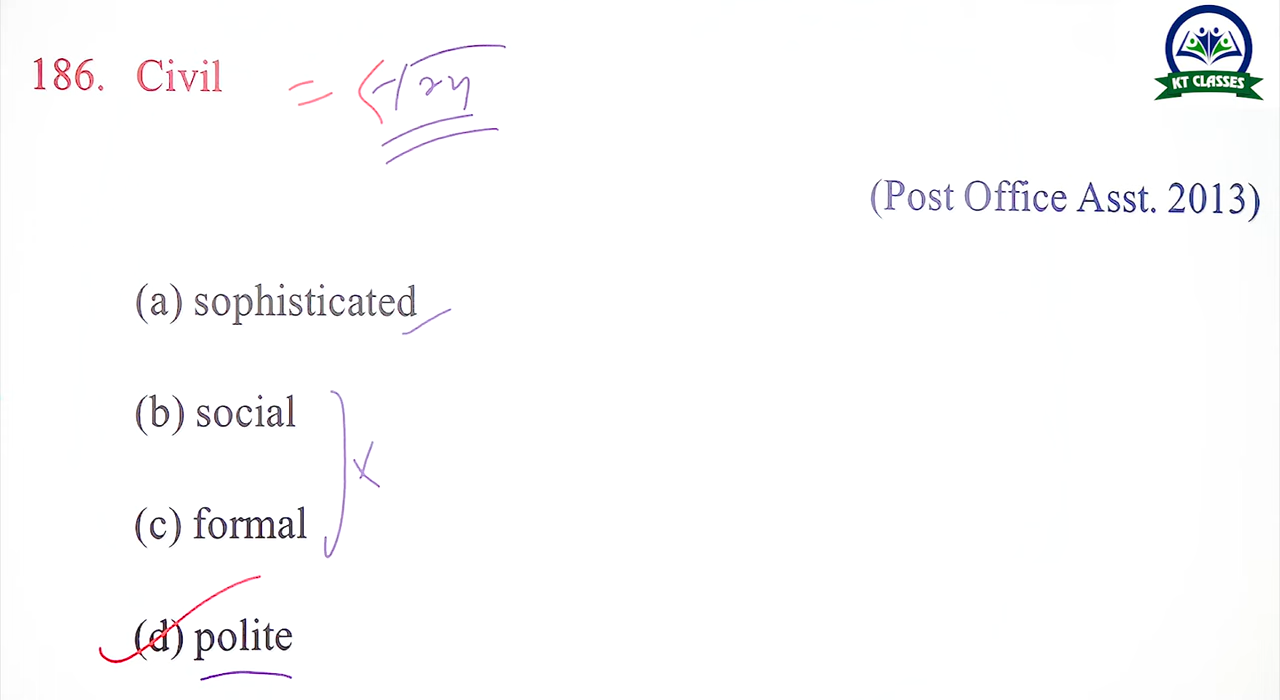 186. Civil =
KT CLASSES
(Post Office Asst. 2013)
(a) sophisticated
(b) social
(c) formal
(d) polite